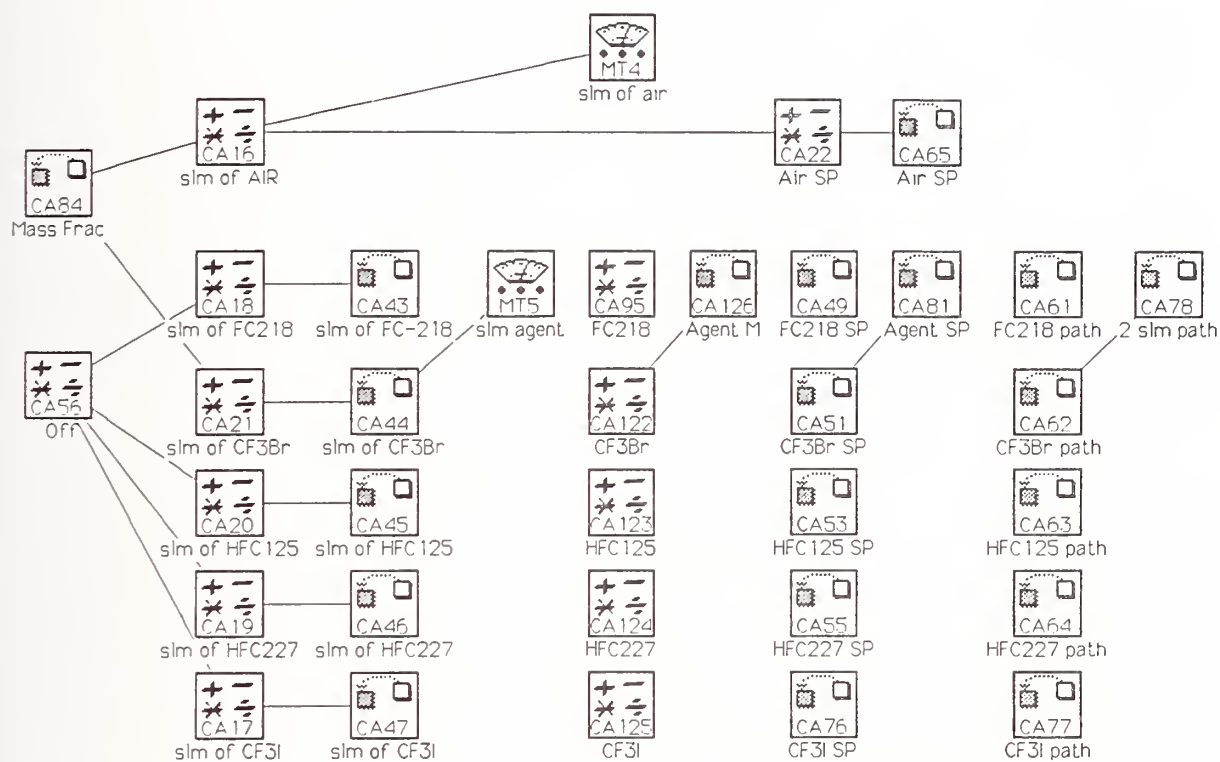 MT4
slm of air
CA16
slm of AIR
CA22
Air SP
CA65
Air SP
CA84
Mass Frac
CA18
slm of FC218
CA43
slm of FC-218
MT5
slm agent
CA95
FC218
CA126
Agent M
CA49
FC218 SP
CA81
Agent SP
CA61
FC218 path
CA78
2 slm path
CA56
Off
CA21
slm of CF3Br
CA44
slm of CF3Br
CA122
CF3Br
CA51
CF3Br SP
CA62
CF3Br path
CA20
slm of HFC125
CA45
slm of HFC125
CA123
HFC125
CA53
HFC125 SP
CA63
HFC125 path
CA19
slm of HFC227
CA46
slm of HFC227
CA124
HFC227
CA55
HFC227 SP
CA64
HFC227 path
CA17
slm of CF3I
CA47
slm of CF3I
CA125
CF3I
CA76
CF3I SP
CA77
CF3I path